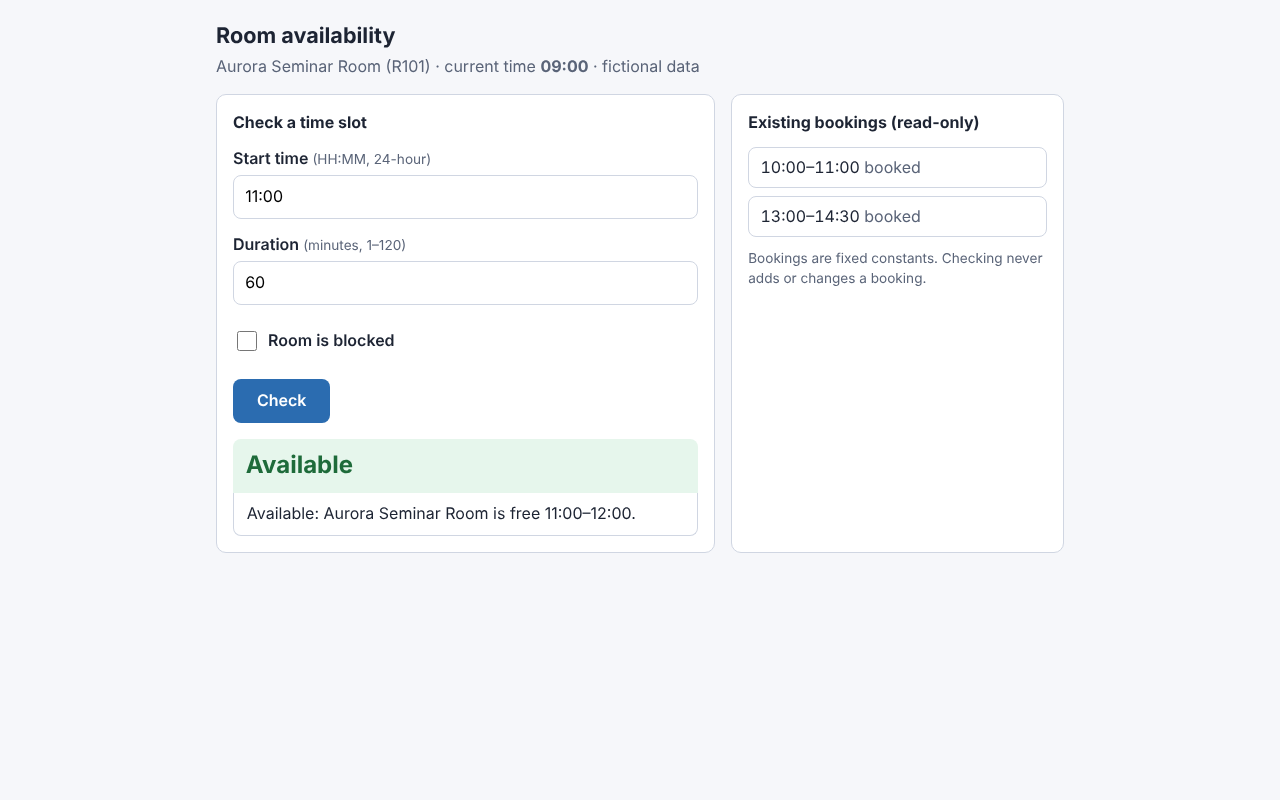 Room availability
Aurora Seminar Room (R101) · current time 09:00 · fictional data
Check a time slot
Start time (HH:MM, 24-hour)
11:00
Duration (minutes, 1–120)
60
Room is blocked
Check
Available
Available: Aurora Seminar Room is free 11:00–12:00.
Existing bookings (read-only)
10:00–11:00 booked
13:00–14:30 booked
Bookings are fixed constants. Checking never
adds or changes a booking.